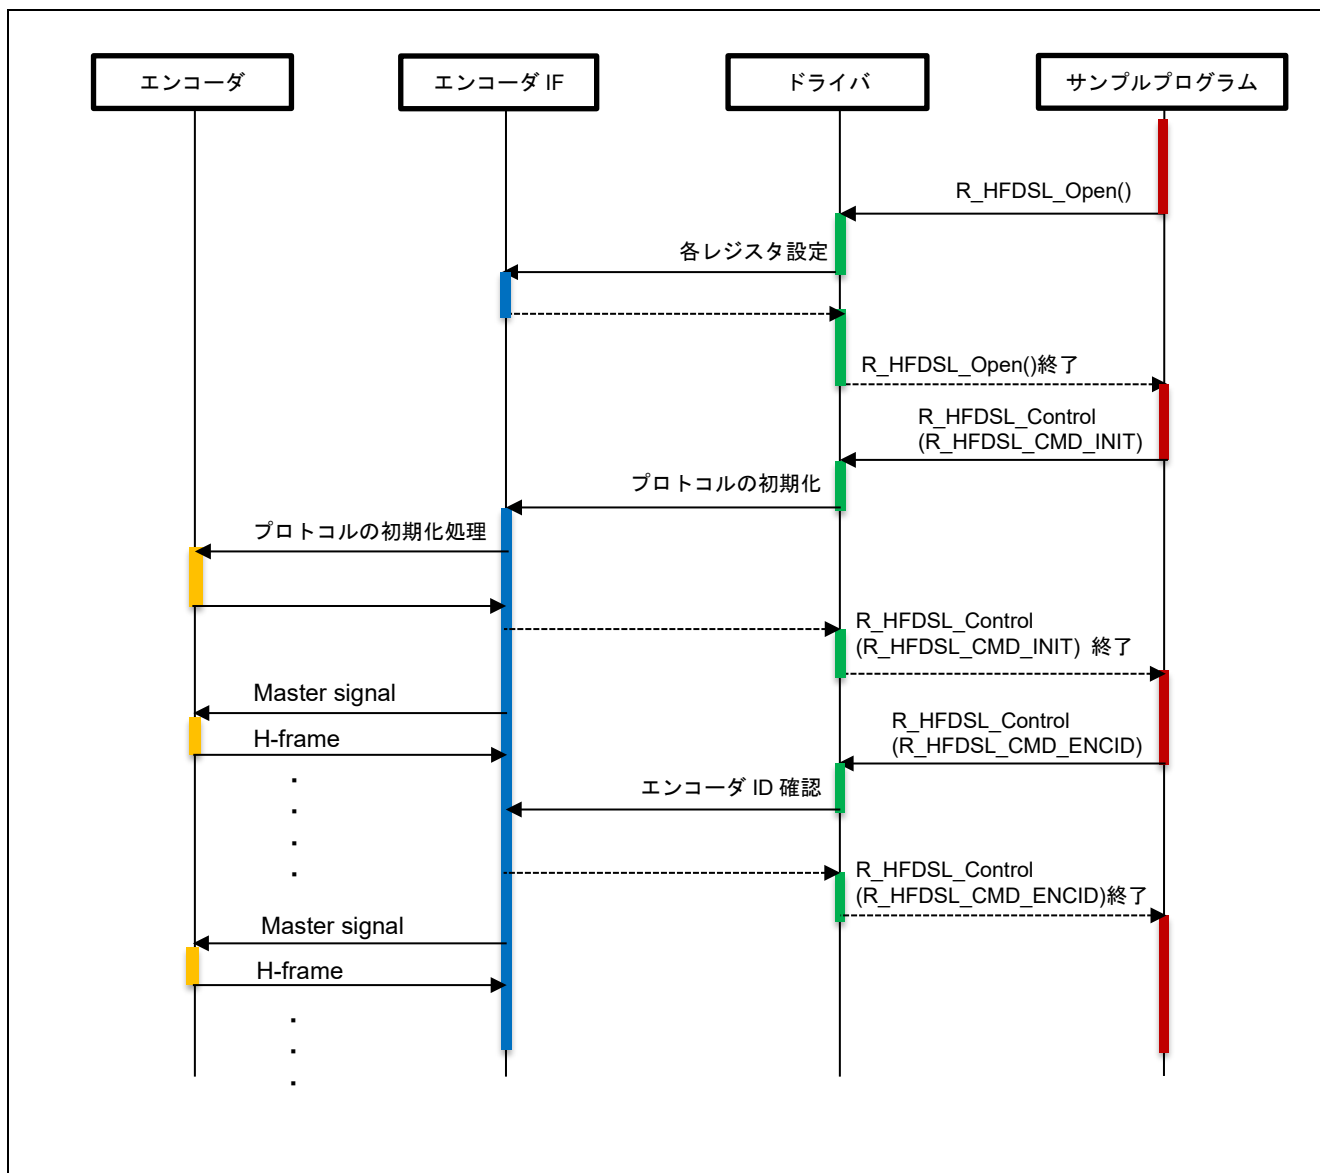 エンコーダ
エンコーダ IF
ドライバ
サンプルプログラム
R_HFDSL_Open()
各レジスタ設定
R_HFDSL_Open()終了
R_HFDSL_Control
(R_HFDSL_CMD_INIT)
プロトコルの初期化
プロトコルの初期化処理
R_HFDSL_Control
(R_HFDSL_CMD_INIT) 終了
Master signal
R_HFDSL_Control
(R_HFDSL_CMD_ENCID)
H-frame
エンコーダ ID 確認
R_HFDSL_Control
(R_HFDSL_CMD_ENCID)終了
Master signal
H-frame